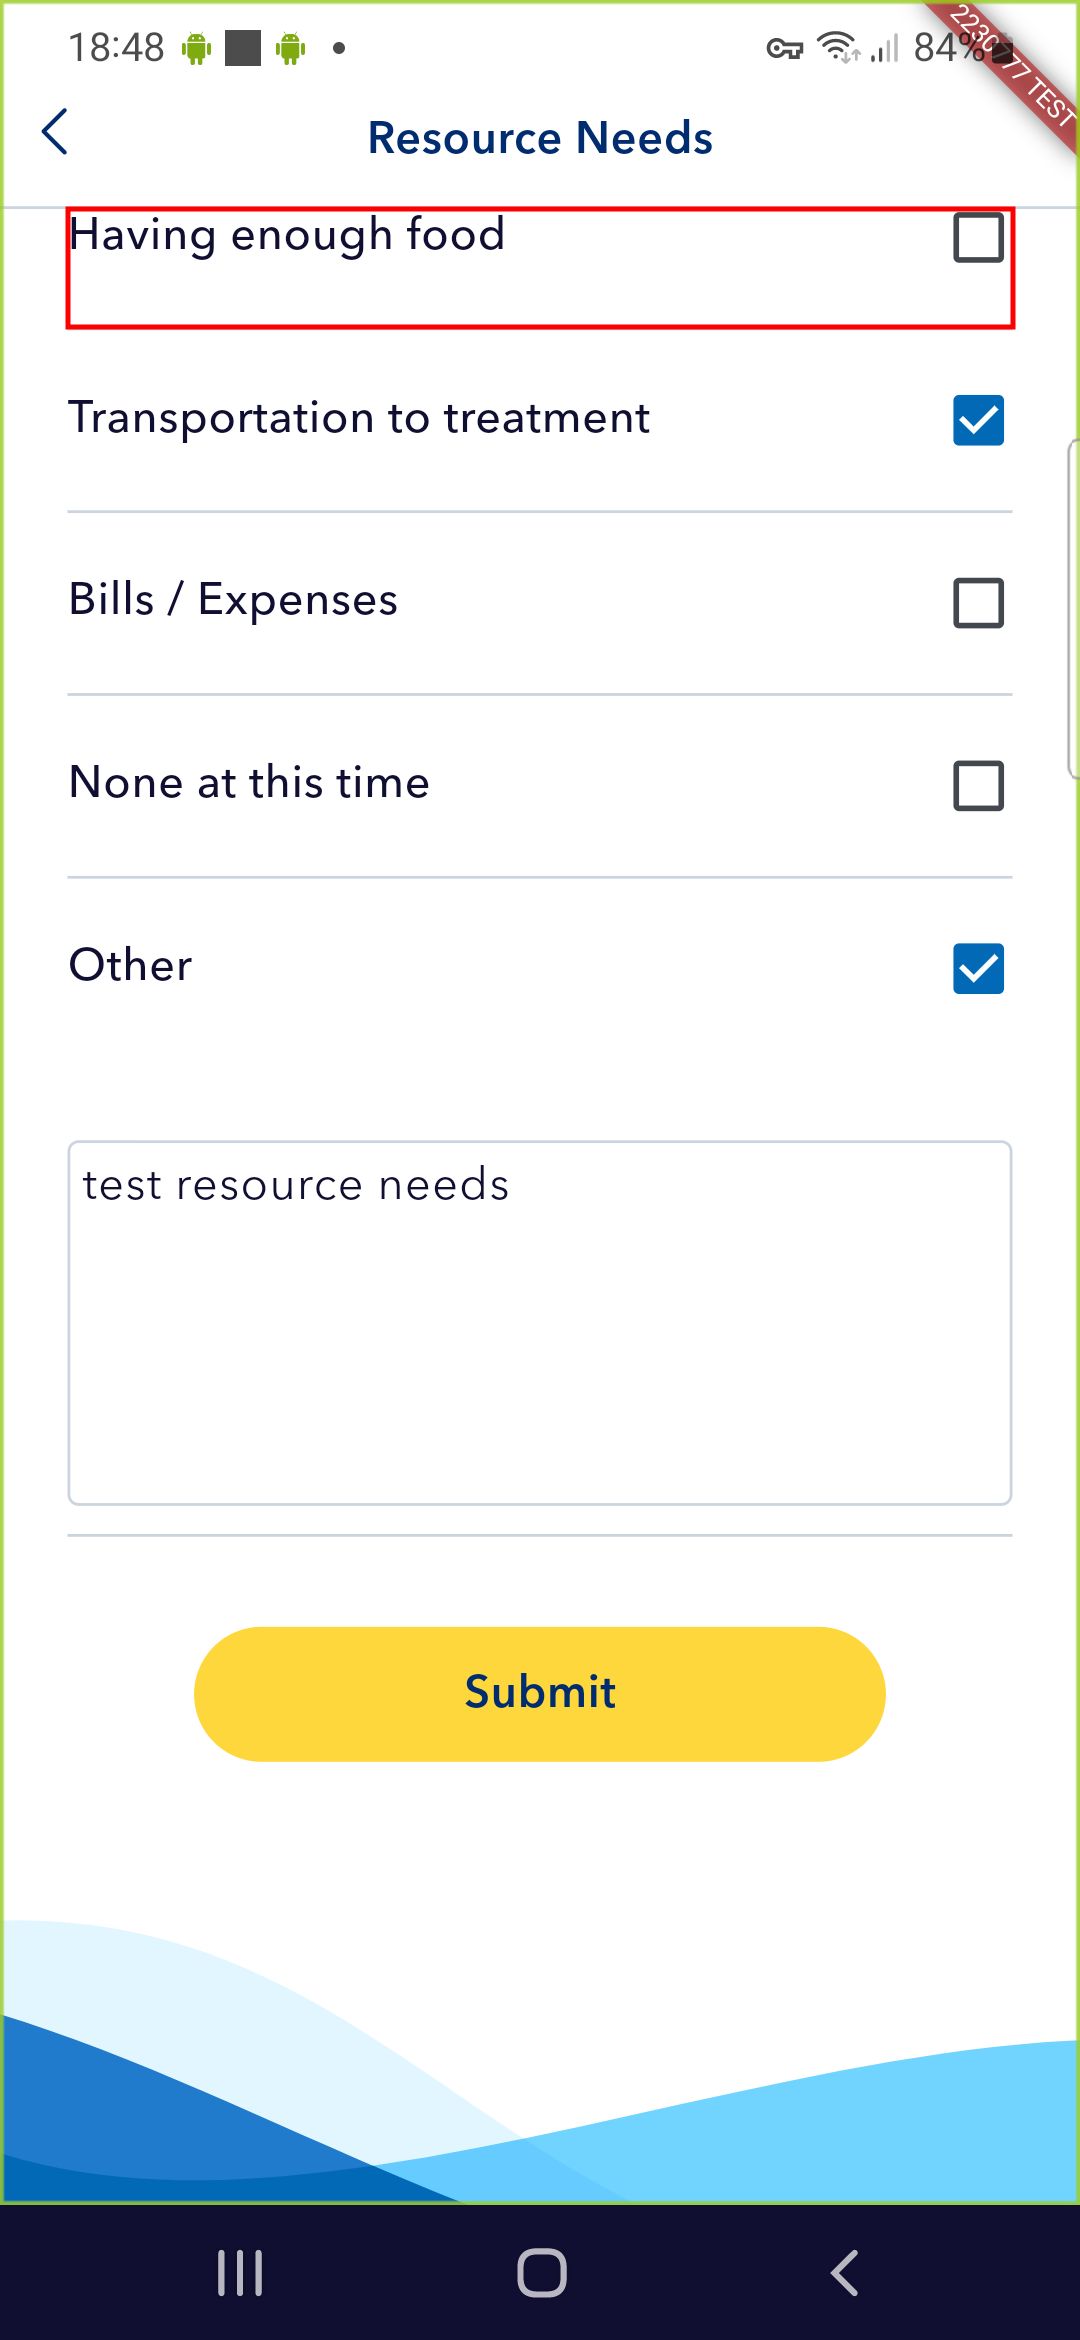 18:48
84%
TEST
Resource Needs
Having enough food
Transportation to treatment
Bills / Expenses
None at this time
Other
test resource needs
Submit